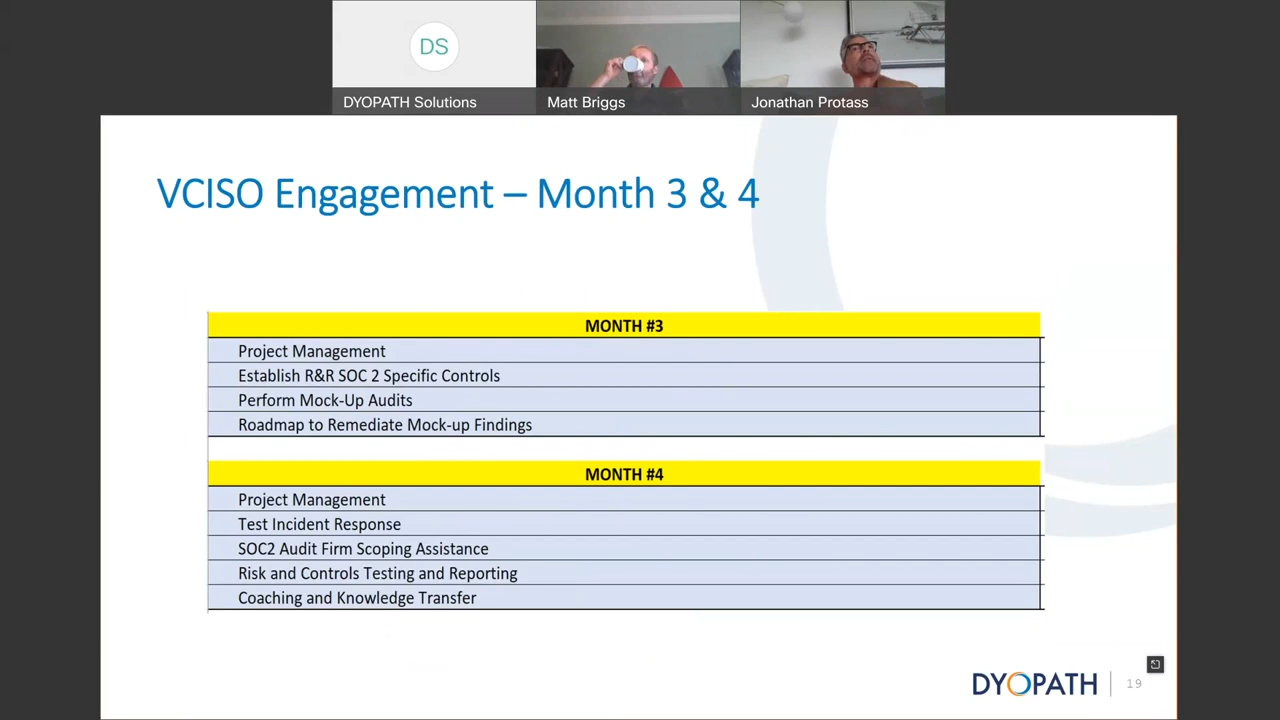 DS
DYOPATH Solutions
Matt Briggs
Jonathan Protass
VCISO Engagement – Month 3 & 4
MONTH #3
Project Management
Establish R&R SOC 2 Specific Controls
Perform Mock-Up Audits
Roadmap to Remediate Mock-up Findings
MONTH #4
Project Management
Test Incident Response
SOC2 Audit Firm Scoping Assistance
Risk and Controls Testing and Reporting
Coaching and Knowledge Transfer
DYOPATH
19